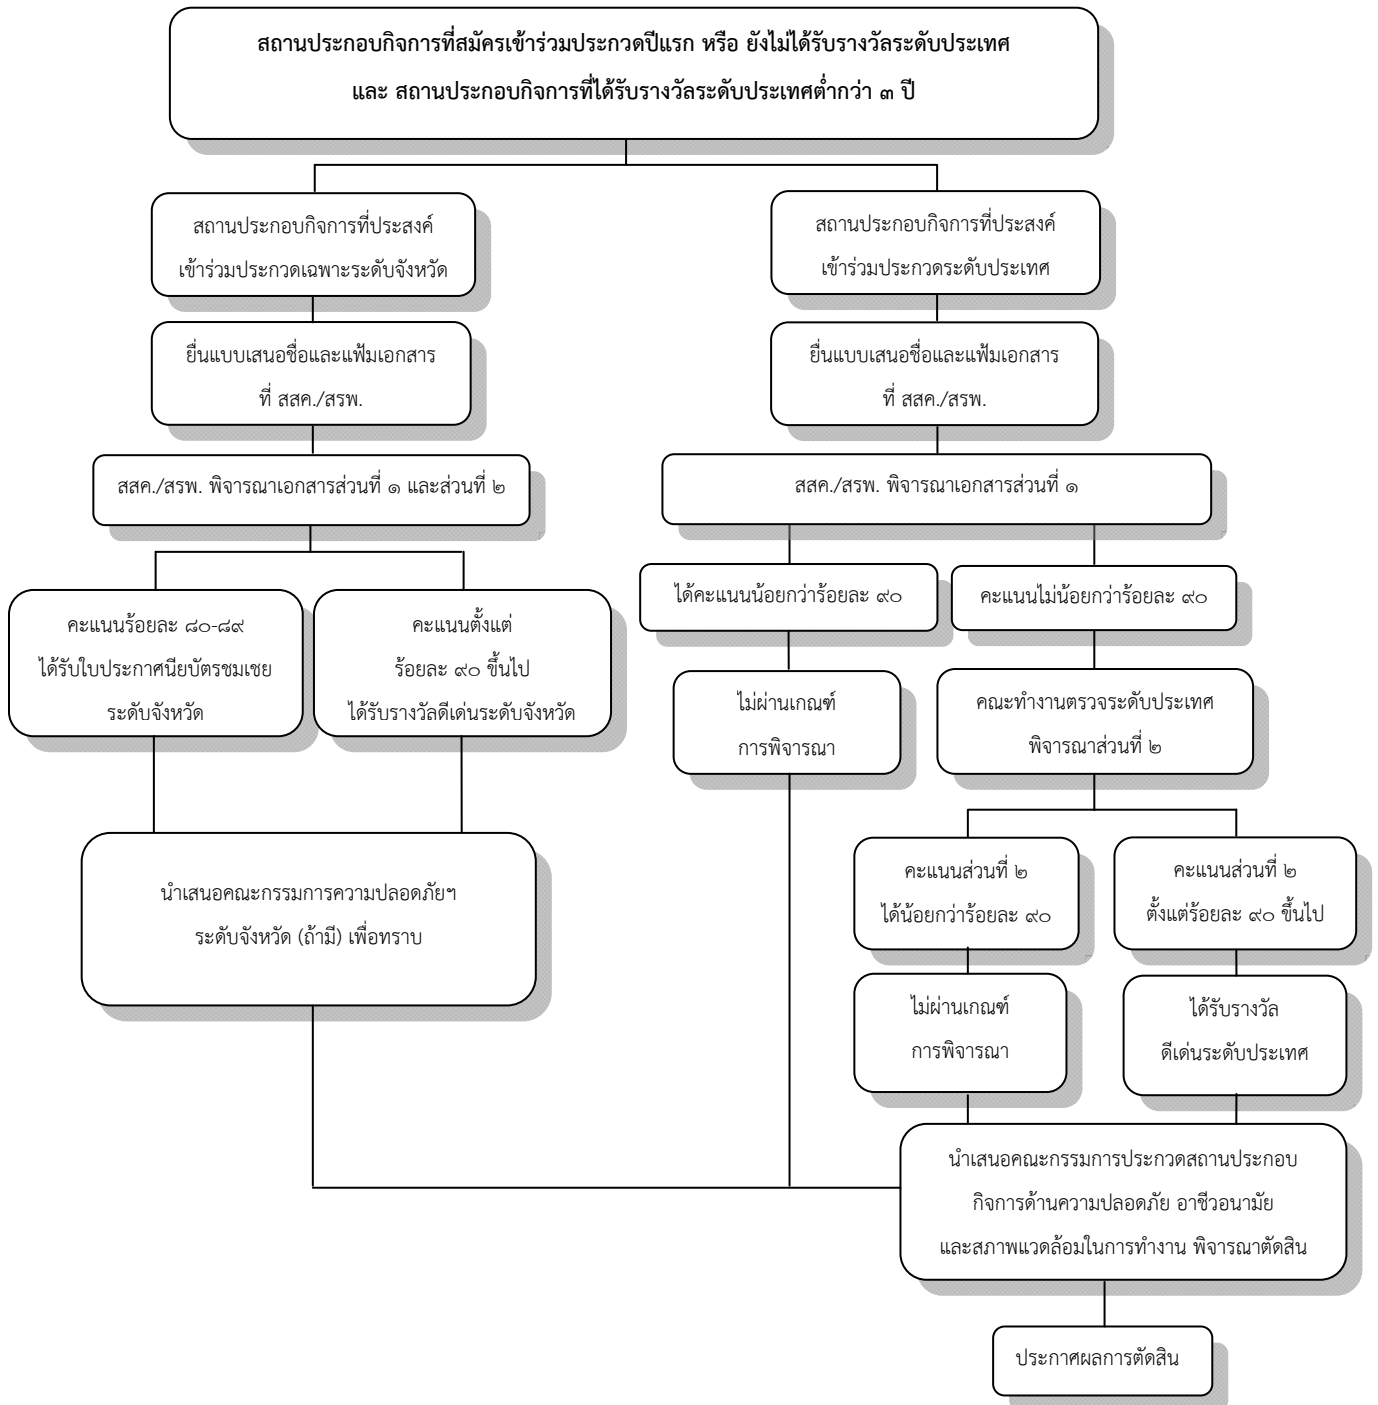 สถานประกอบกิจการที่สมัครเข้าร่วมประกวดปีแรก หรือ ยังไม่ได้รับรางวัลระดับประเทศ
และ สถานประกอบกิจการที่ได้รับรางวัลระดับประเทศต่ำกว่า ๓ ปี
สถานประกอบกิจการที่ประสงค์
เข้าร่วมประกวดเฉพาะระดับจังหวัด
สถานประกอบกิจการที่ประสงค์
เข้าร่วมประกวดระดับประเทศ
ยื่นแบบเสนอชื่อและแฟ้มเอกสาร
ที่ สสค./สรพ.
ยื่นแบบเสนอชื่อและแฟ้มเอกสาร
ที่ สสค./สรพ.
สสค./สรพ. พิจารณาเอกสารส่วนที่ ๑ และส่วนที่ ๒
สสค./สรพ. พิจารณาเอกสารส่วนที่ ๑
คะแนนร้อยละ ๘๐-๘๙
ได้รับใบประกาศนียบัตรชมเชย
ระดับจังหวัด
คะแนนตั้งแต่
ร้อยละ ๙๐ ขึ้นไป
ได้รับรางวัลดีเด่นระดับจังหวัด
ได้คะแนนน้อยกว่าร้อยละ ๙๐
คะแนนไม่น้อยกว่าร้อยละ ๙๐
ไม่ผ่านเกณฑ์
การพิจารณา
คณะทำงานตรวจระดับประเทศ
พิจารณาส่วนที่ ๒
นำเสนอคณะกรรมการความปลอดภัยฯ
ระดับจังหวัด (ถ้ามี) เพื่อทราบ
คะแนนส่วนที่ ๒
ได้น้อยกว่าร้อยละ ๙๐
คะแนนส่วนที่ ๒
ตั้งแต่ร้อยละ ๙๐ ขึ้นไป
ไม่ผ่านเกณฑ์
การพิจารณา
ได้รับรางวัล
ดีเด่นระดับประเทศ
นำเสนอคณะกรรมการประกวดสถานประกอบ
กิจการด้านความปลอดภัย อาชีวอนามัย
และสภาพแวดล้อมในการทำงาน พิจารณาตัดสิน
ประกาศผลการตัดสิน